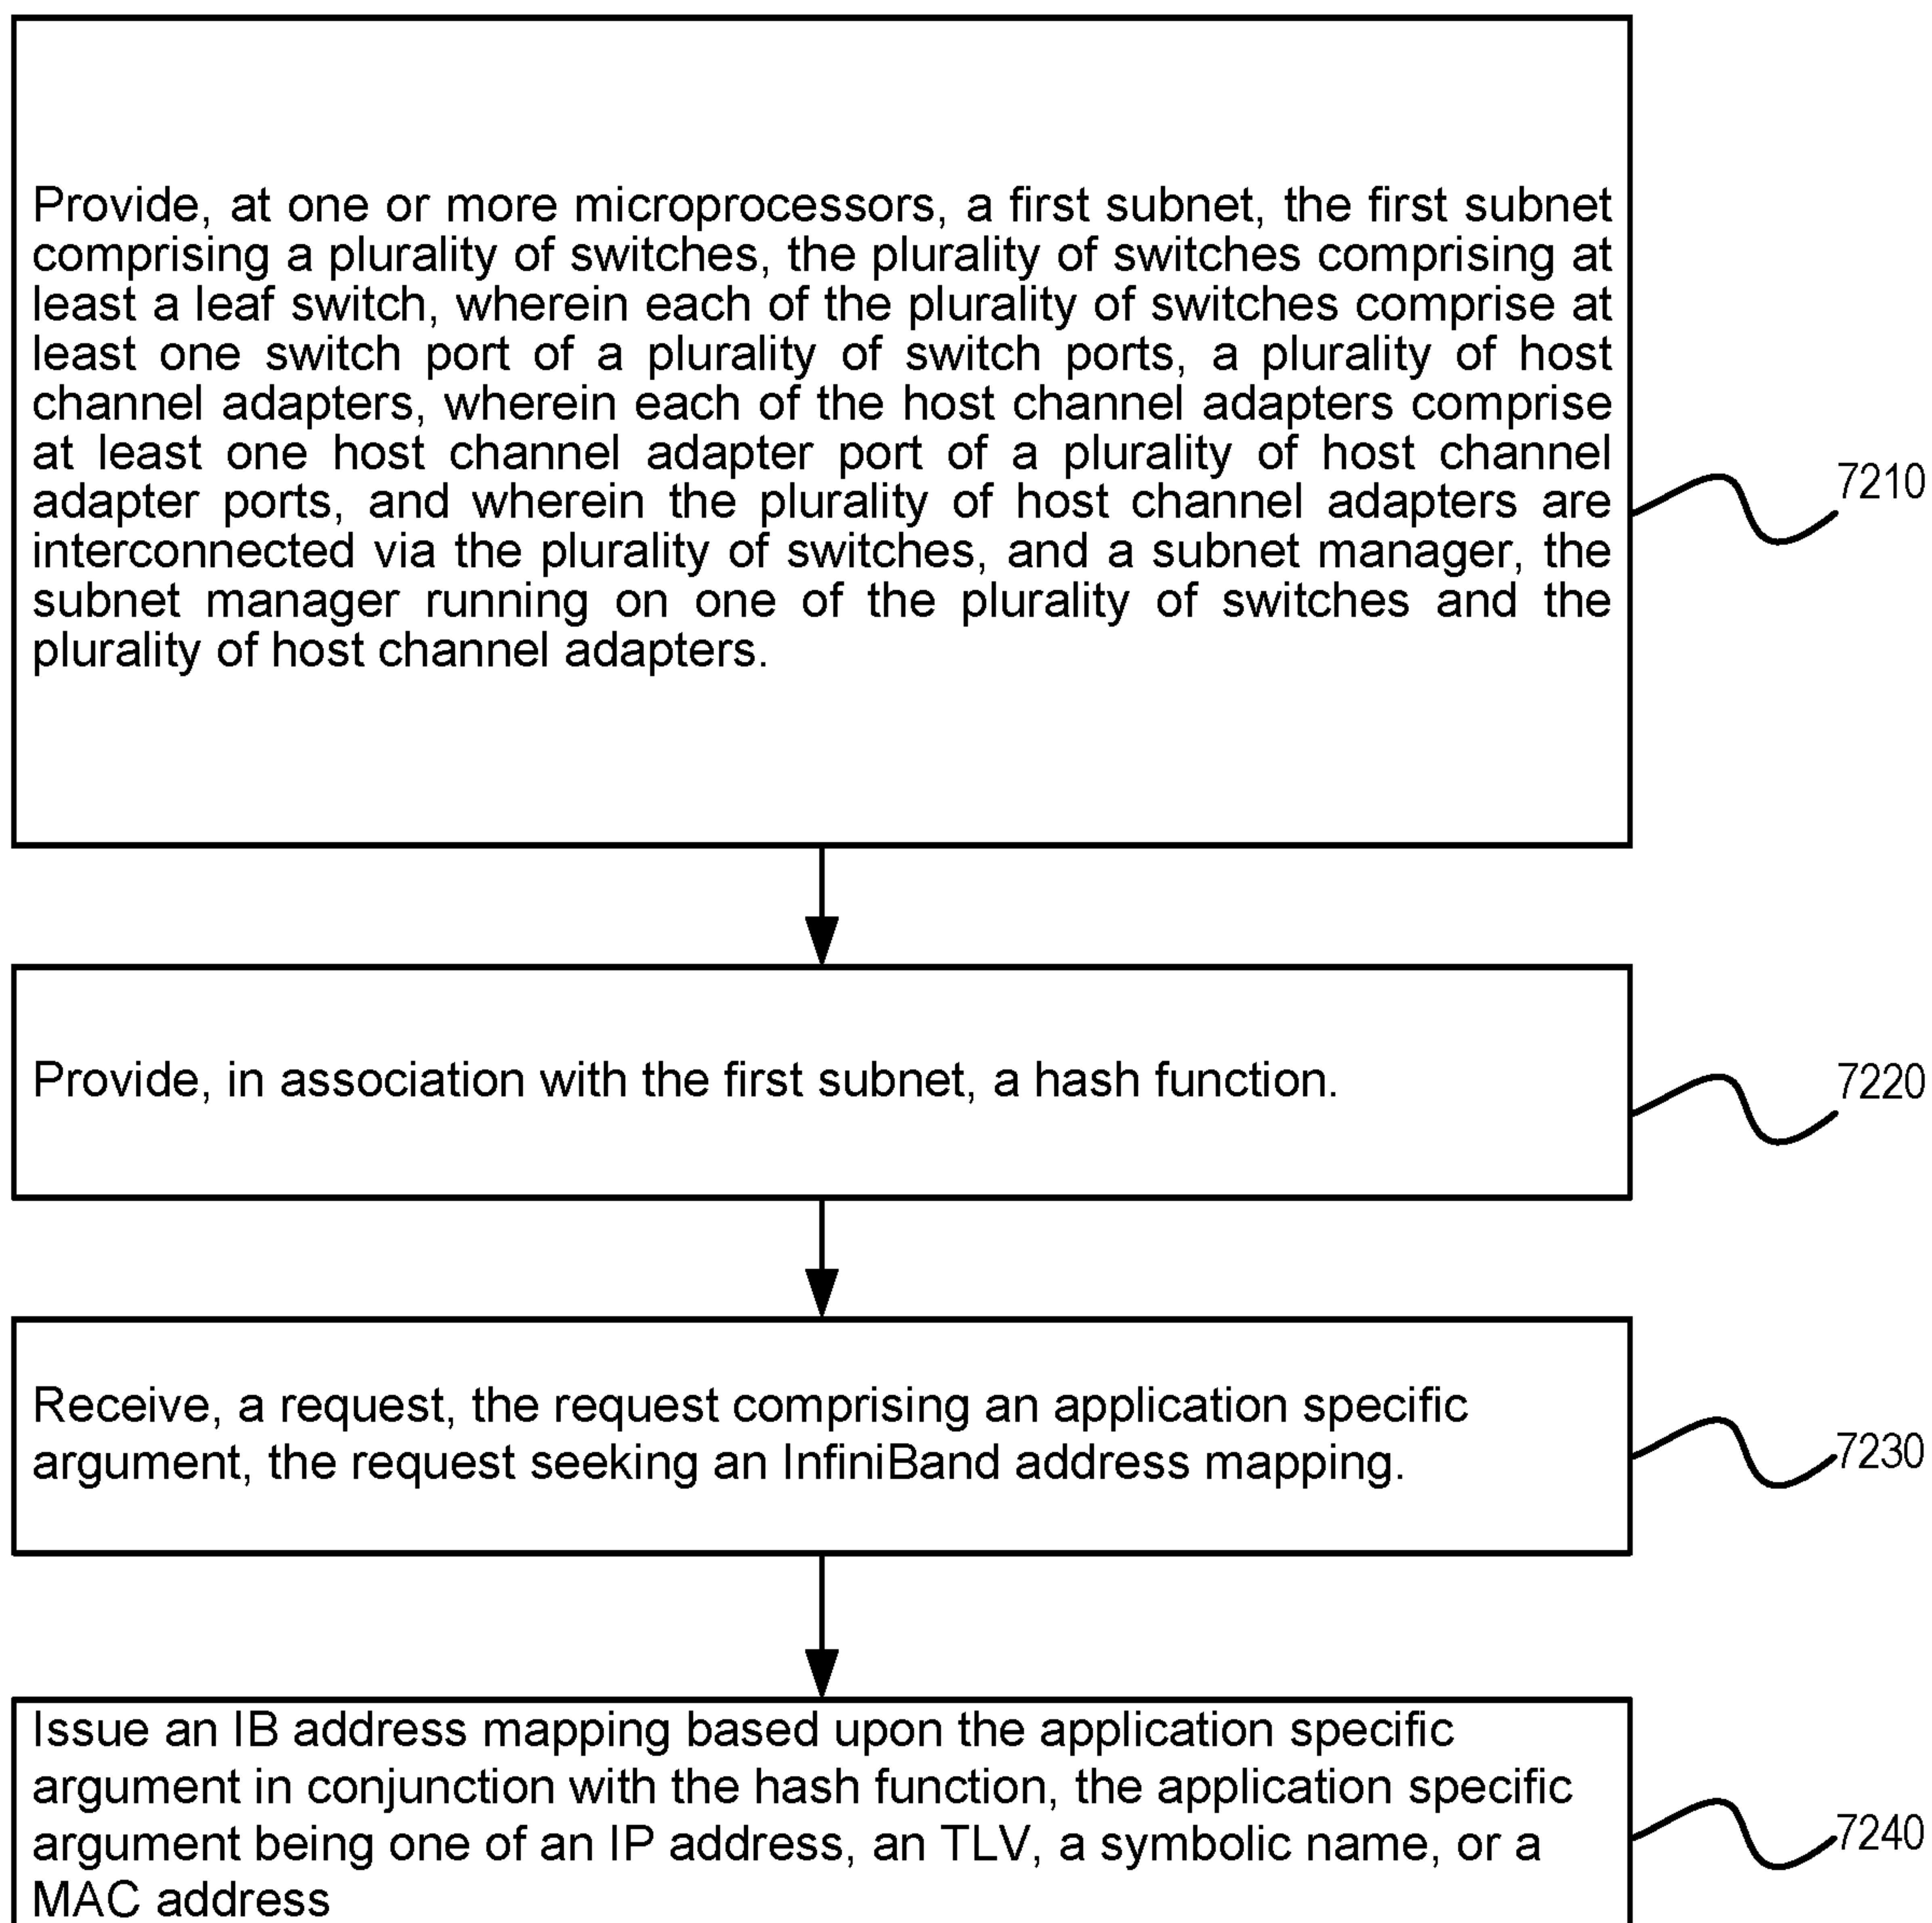 Provide, at one or more microprocessors, a first subnet, the first subnet
comprising a plurality of switches, the plurality of switches comprising at
least a leaf switch, wherein each of the plurality of switches comprise at
least one switch port of a plurality of switch ports, a plurality of host
channel adapters, wherein each of the host channel adapters comprise
at least one host channel adapter port of a plurality of host channel
adapter ports, and wherein the plurality of host channel adapters are
interconnected via the plurality of switches, and a subnet manager, the
subnet manager running on one of the plurality of switches and the
plurality of host channel adapters.
7210
Provide, in association with the first subnet, a hash function.
7220
Receive, a request, the request comprising an application specific
argument, the request seeking an InfiniBand address mapping.
7230
Issue an IB address mapping based upon the application specific
argument in conjunction with the hash function, the application specific
argument being one of an IP address, an TLV, a symbolic name, or a
MAC address
7240